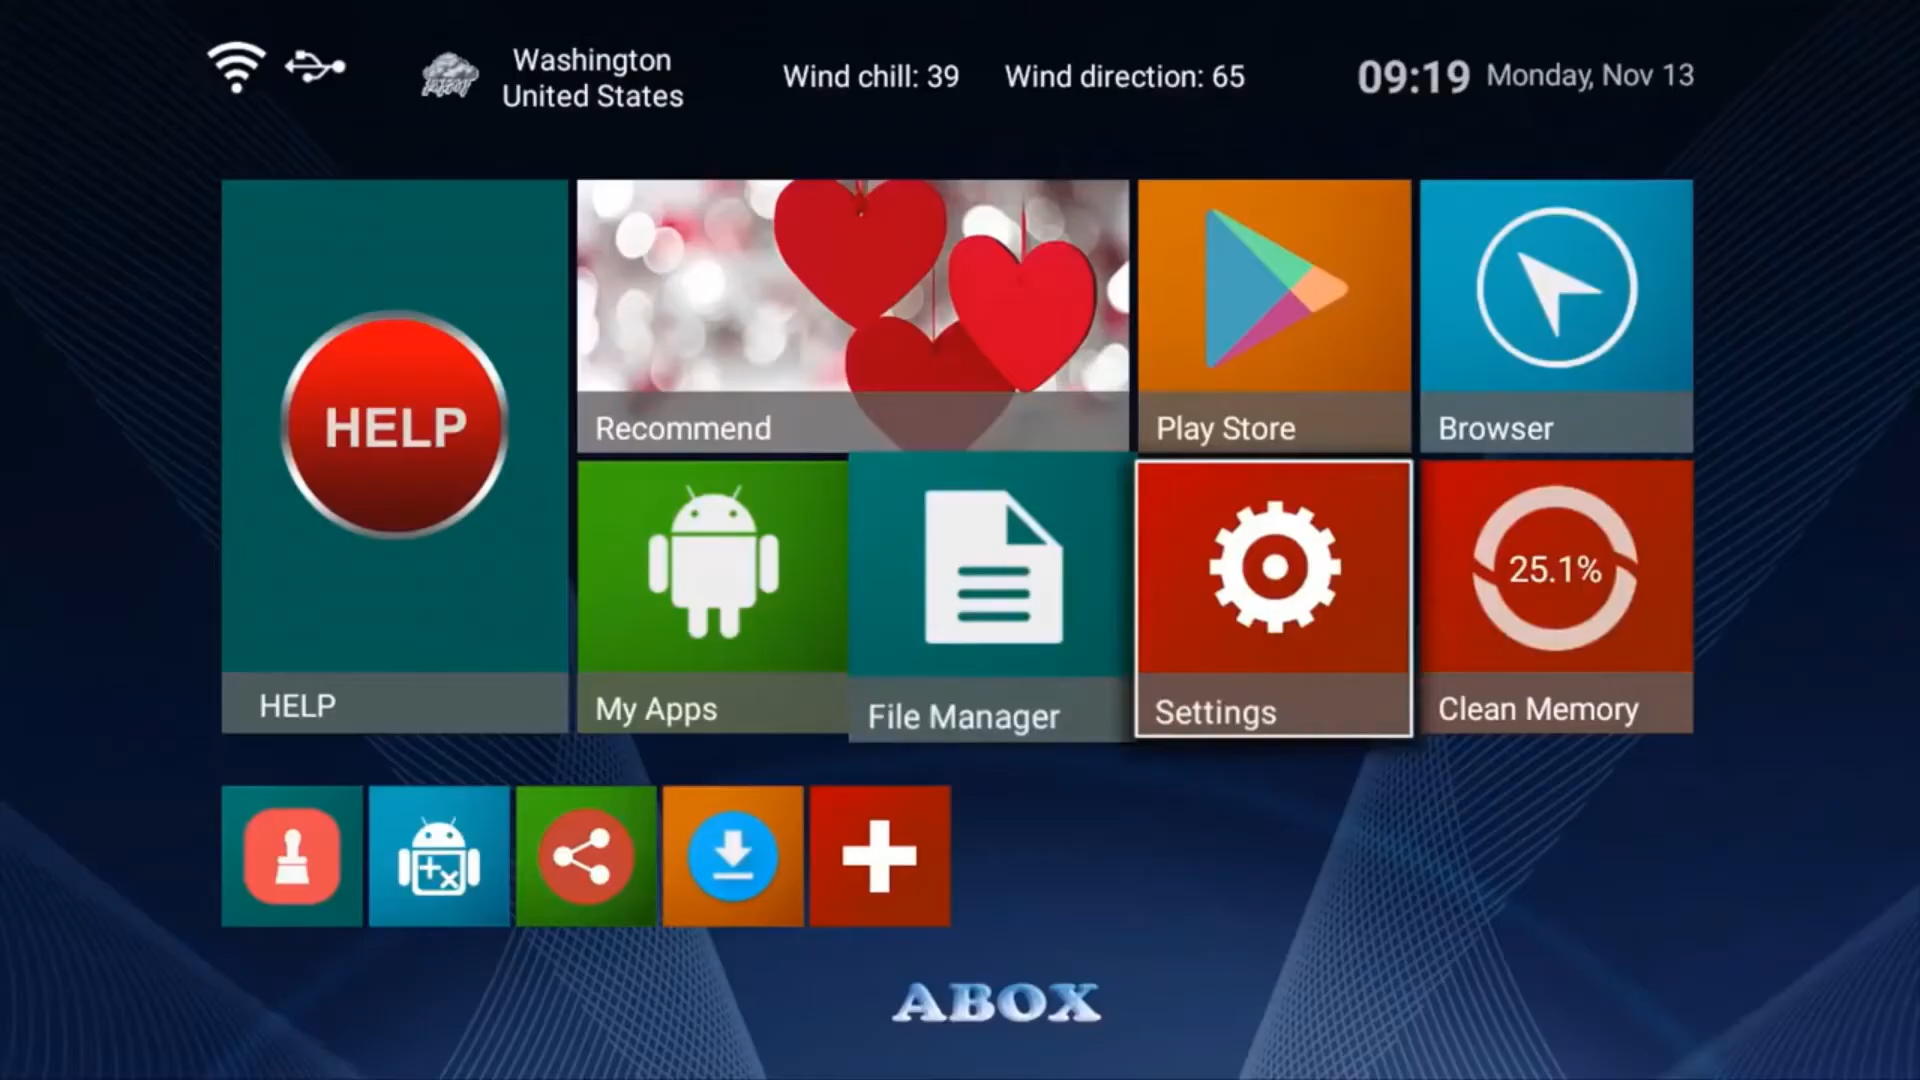 Washington
United States
Wind chill: 39
Wind direction: 65
09:19
Monday, Nov 13
HELP
HELP
Recommend
Play Store
Browser
My Apps
File Manager
Settings
25.1%
Clean Memory
ABOX